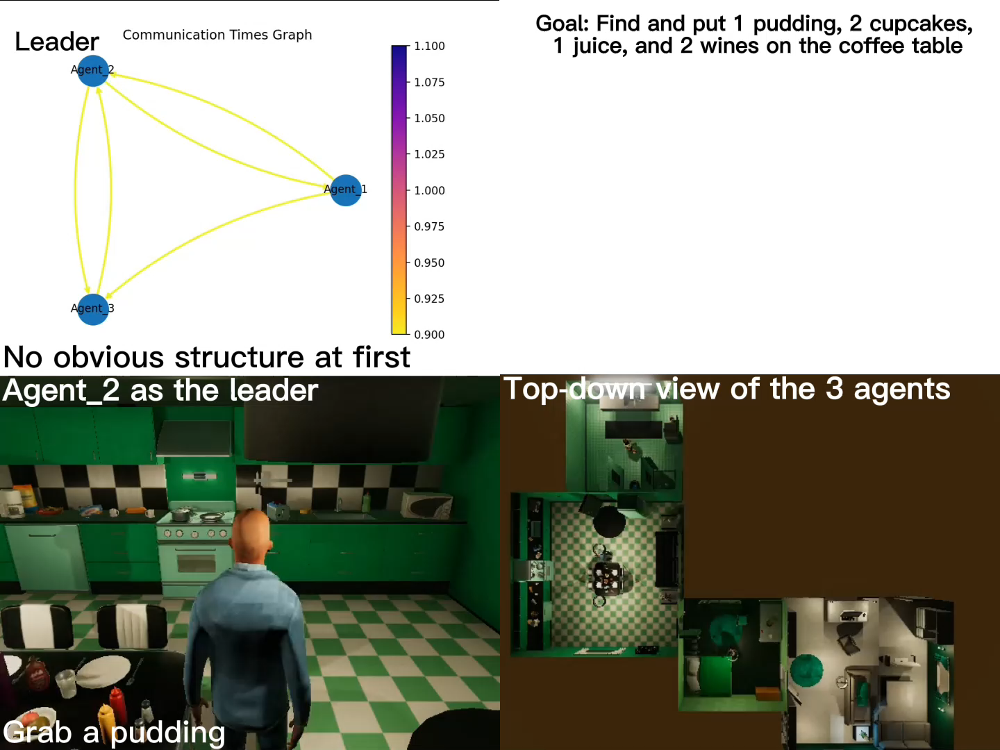 Leader
Communication Times Graph
Agent_2
Agent_1
Agent_3
1.100
1.075
1.050
1.025
1.000
0.975
0.950
0.925
0.900
No obvious structure at first
Goal: Find and put 1 pudding, 2 cupcakes,
1 juice, and 2 wines on the coffee table
Agent_2 as the leader
Grab a pudding
Top-down view of the 3 agents